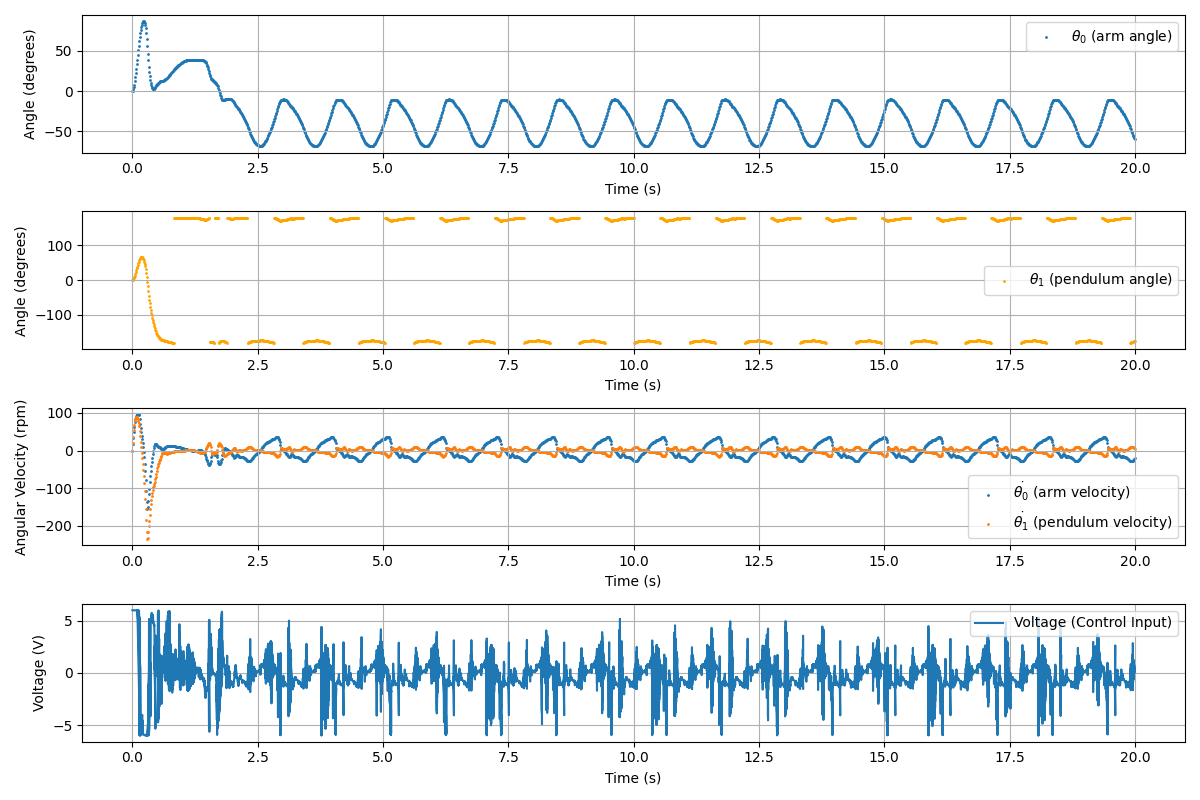 Angle (degrees)
50
0
−50
θ₀ (arm angle)
0.0 2.5 5.0 7.5 10.0 12.5 15.0 17.5 20.0
Time (s)
Angle (degrees)
100
0
−100
θ₁ (pendulum angle)
0.0 2.5 5.0 7.5 10.0 12.5 15.0 17.5 20.0
Time (s)
Angular Velocity (rpm)
100
0
−100
−200
θ̇₀ (arm velocity)
θ̇₁ (pendulum velocity)
0.0 2.5 5.0 7.5 10.0 12.5 15.0 17.5 20.0
Time (s)
Voltage (V)
5
0
−5
Voltage (Control Input)
0.0 2.5 5.0 7.5 10.0 12.5 15.0 17.5 20.0
Time (s)